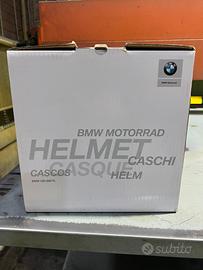 BMW MOTORRAD
HELMET
CASQUE
CASCHI
CASCOS
HELM
subito